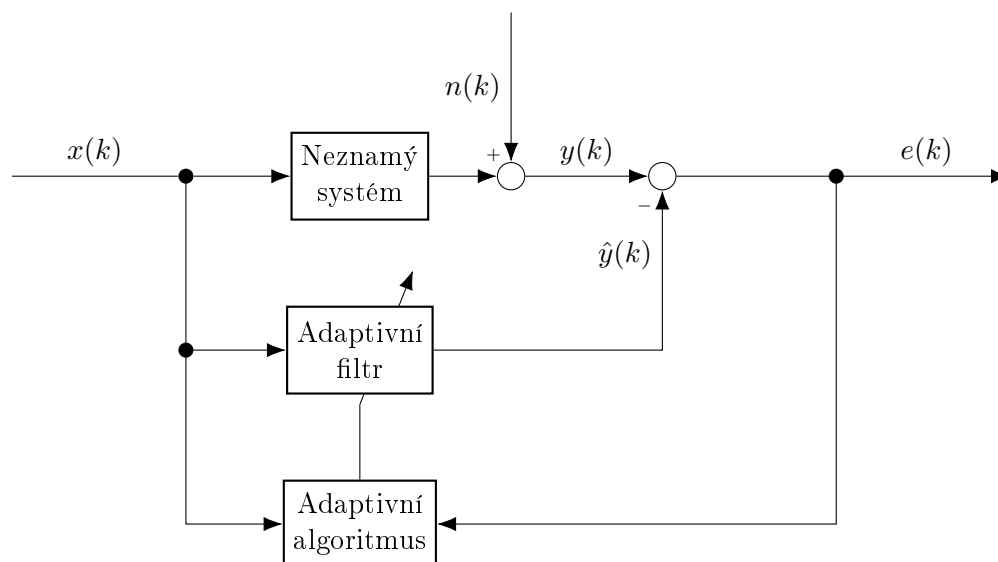 n(k)
x(k)
Neznamý
systém
+
y(k)
e(k)
−
ŷ(k)
Adaptivní
filtr
Adaptivní
algoritmus